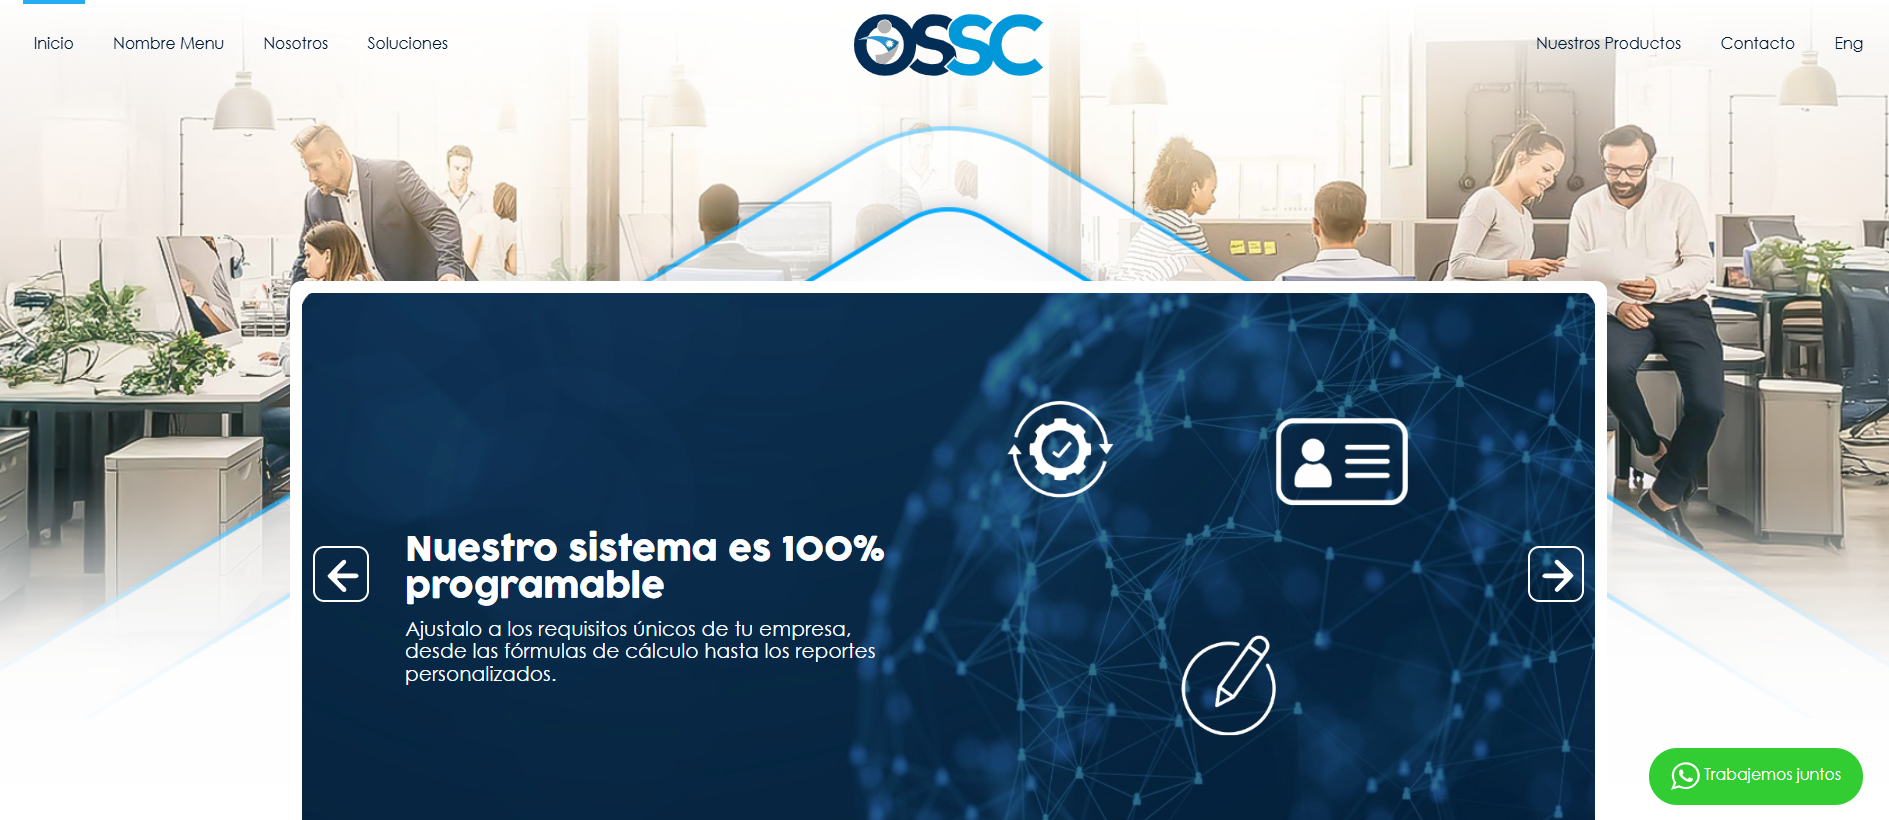 Inicio
Nombre Menu
Nosotros
Soluciones
OSSC
Nuestros Productos
Contacto
Eng
Nuestro sistema es 100%
programable
Ajustalo a los requisitos únicos de tu empresa,
desde las fórmulas de cálculo hasta los reportes
personalizados.
Trabajemos juntos